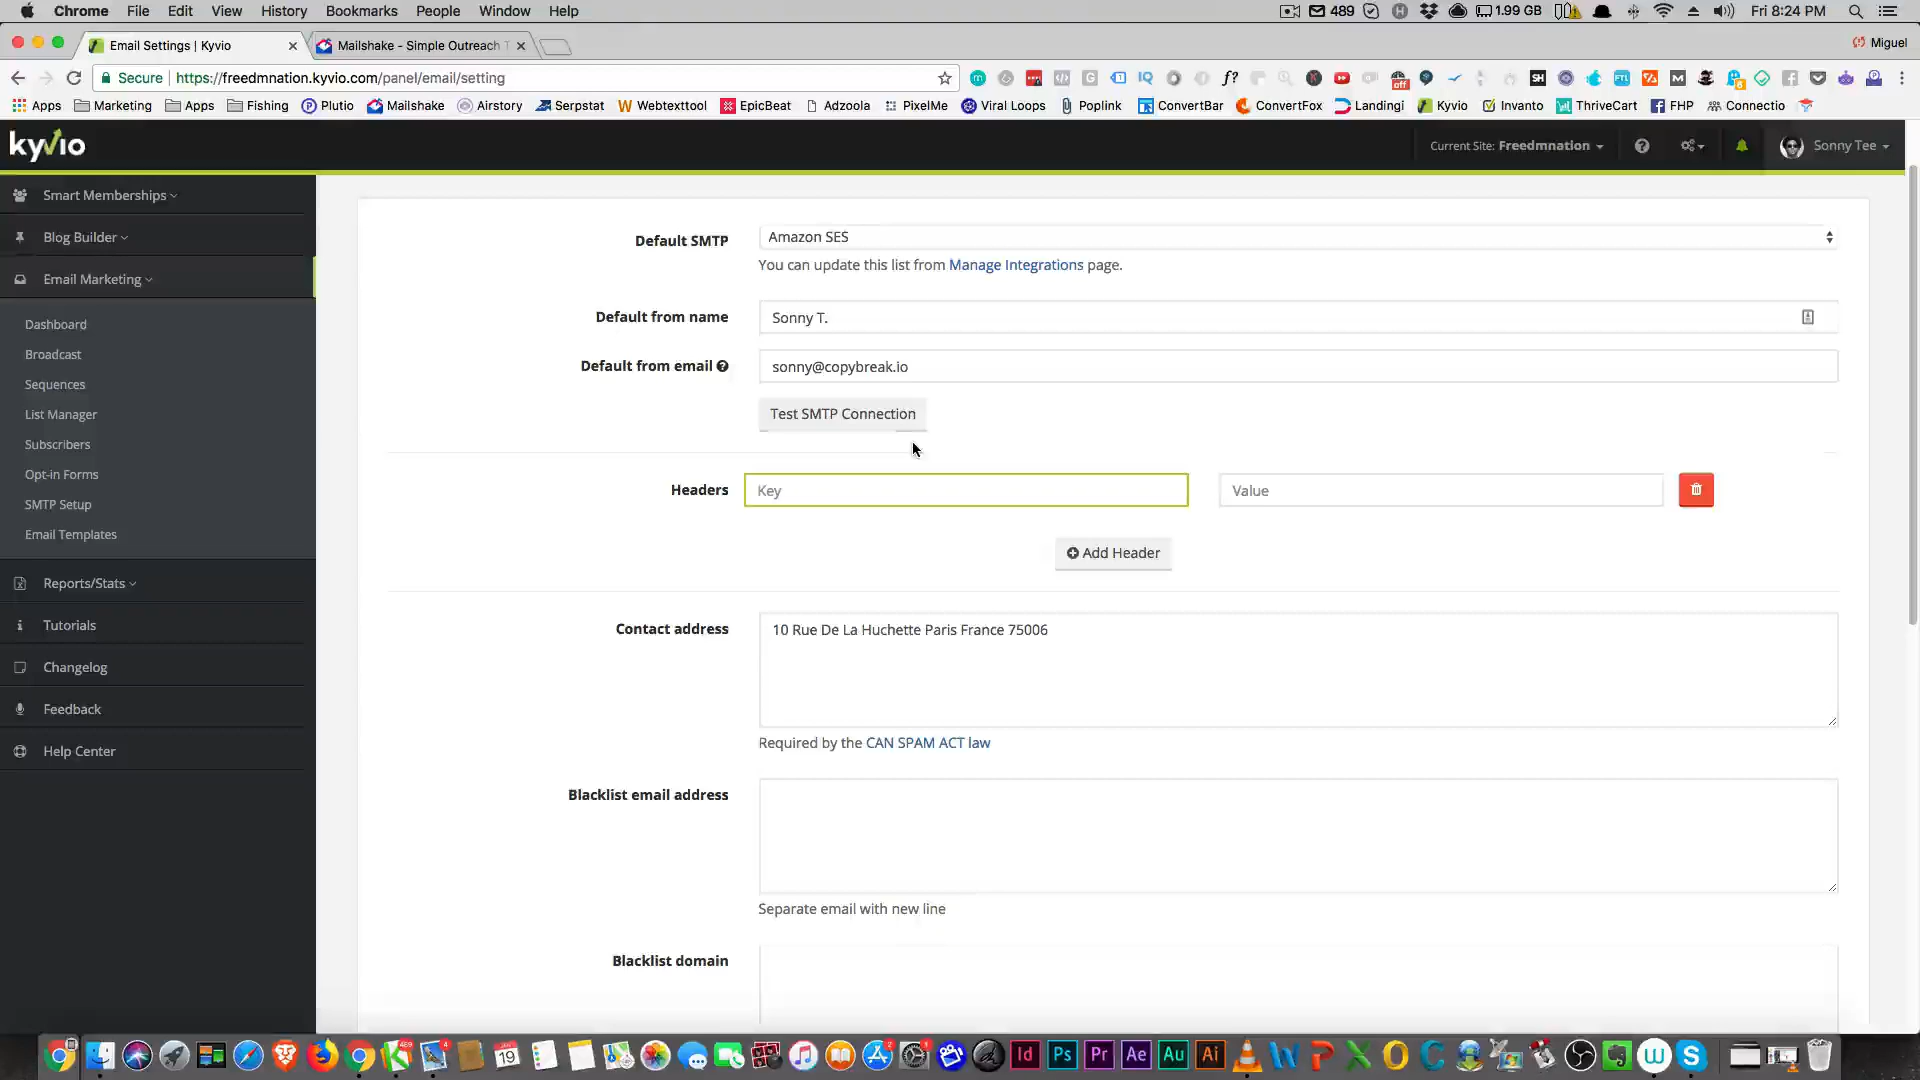 Chrome File Edit View History Bookmarks People Window Help 489 1.99 GB Fri 8:24 PM
Email Settings | Kyvio Mailshake - Simple Outreach T Miguel
Secure https://freedmnation.kyvio.com/panel/email/setting
Apps Marketing Apps Fishing Plutio Mailshake Airstory Serpstat Webtexttool EpicBeat Adzoola PixelMe Viral Loops Poplink ConvertBar ConvertFox Landingi Kyvio Invanto ThriveCart FHP Connectio
kyvio Current Site: Freedmnation Sonny Tee
Smart Memberships
Blog Builder
Email Marketing
Dashboard
Broadcast
Sequences
List Manager
Subscribers
Opt-in Forms
SMTP Setup
Email Templates
Reports/Stats
Tutorials
Changelog
Feedback
Help Center
Default SMTP Amazon SES
You can update this list from Manage Integrations page.
Default from name Sonny T.
Default from email sonny@copybreak.io
Test SMTP Connection
Headers Key Value
Add Header
Contact address 10 Rue De La Huchette Paris France 75006
Required by the CAN SPAM ACT law
Blacklist email address
Separate email with new line
Blacklist domain